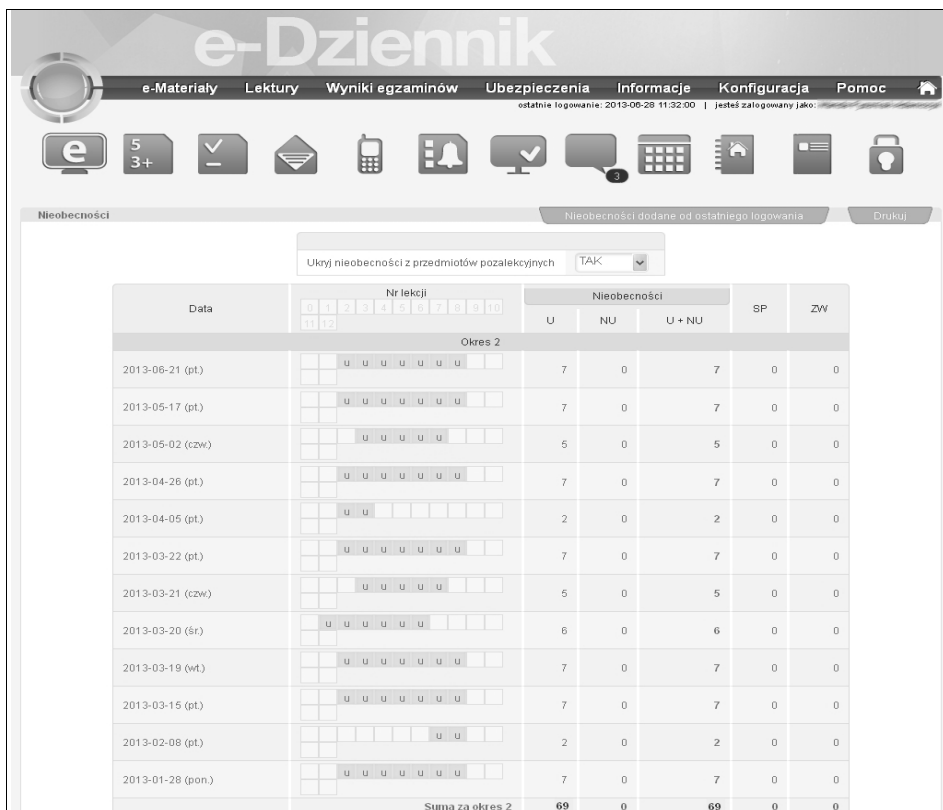 e-Dziennik
e-Materiały Lektury Wyniki egzaminów Ubezpieczenia Informacje Konfiguracja Pomoc
ostatnie logowanie: 2013-06-28 11:32:00 | jesteś zalogowany jako:
e 5 3+ 3
Nieobecności Nieobecności dodane od ostatniego logowania Drukuj
Ukryj nieobecności z przedmiotów pozalekcyjnych TAK
Data Nr lekcji Nieobecności SP ZW
0 1 2 3 4 5 6 7 8 9 10
11 12 U NU U + NU
Okres 2
2013-06-21 (pt.) u u u u u u u 7 0 7 0 0
2013-05-17 (pt.) u u u u u u u 7 0 7 0 0
2013-05-02 (czw.) u u u u u 5 0 5 0 0
2013-04-26 (pt.) u u u u u u u 7 0 7 0 0
2013-04-05 (pt.) u u 2 0 2 0 0
2013-03-22 (pt.) u u u u u u u 7 0 7 0 0
2013-03-21 (czw.) u u u u u 5 0 5 0 0
2013-03-20 (śr.) u u u u u u 6 0 6 0 0
2013-03-19 (wt.) u u u u u u u 7 0 7 0 0
2013-03-15 (pt.) u u u u u u u 7 0 7 0 0
2013-02-08 (pt.) u u 2 0 2 0 0
2013-01-28 (pon.) u u u u u u u 7 0 7 0 0
Suma za okres 2 69 0 69 0 0